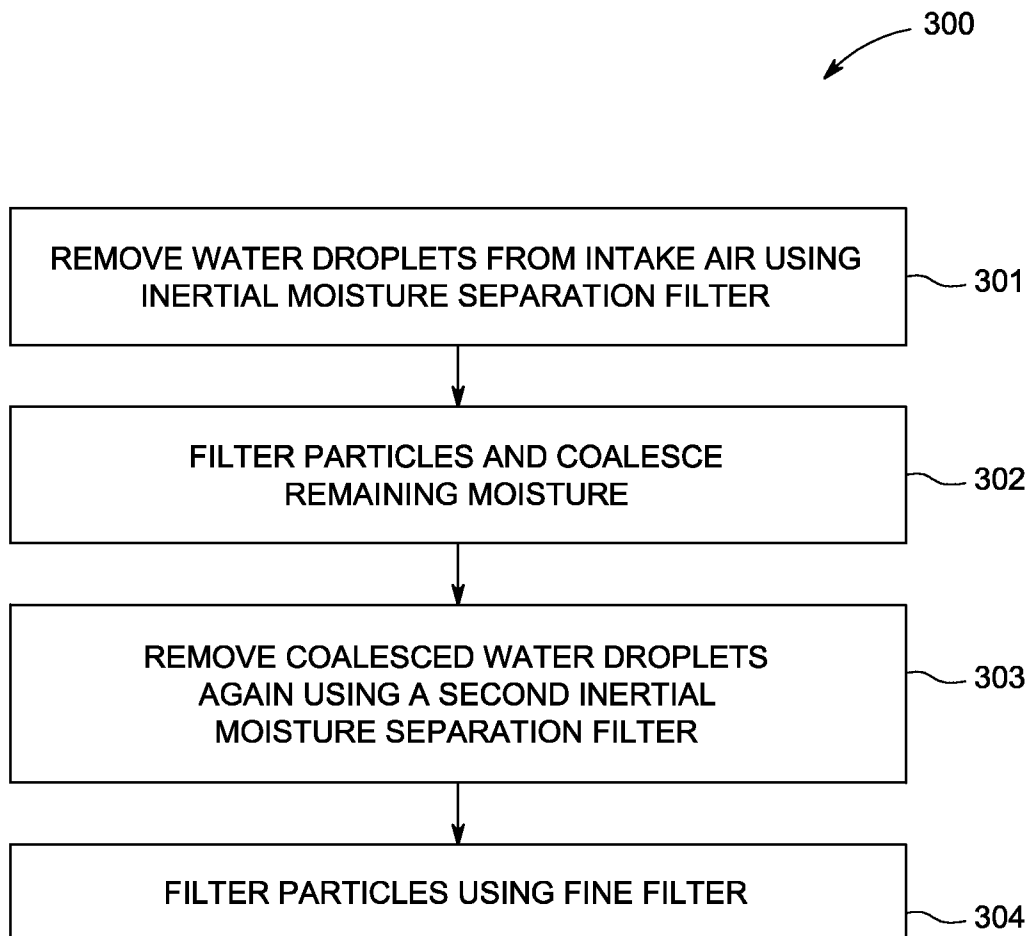 300
REMOVE WATER DROPLETS FROM INTAKE AIR USING
INERTIAL MOISTURE SEPARATION FILTER
301
FILTER PARTICLES AND COALESCE
REMAINING MOISTURE
302
REMOVE COALESCED WATER DROPLETS
AGAIN USING A SECOND INERTIAL
MOISTURE SEPARATION FILTER
303
FILTER PARTICLES USING FINE FILTER
304